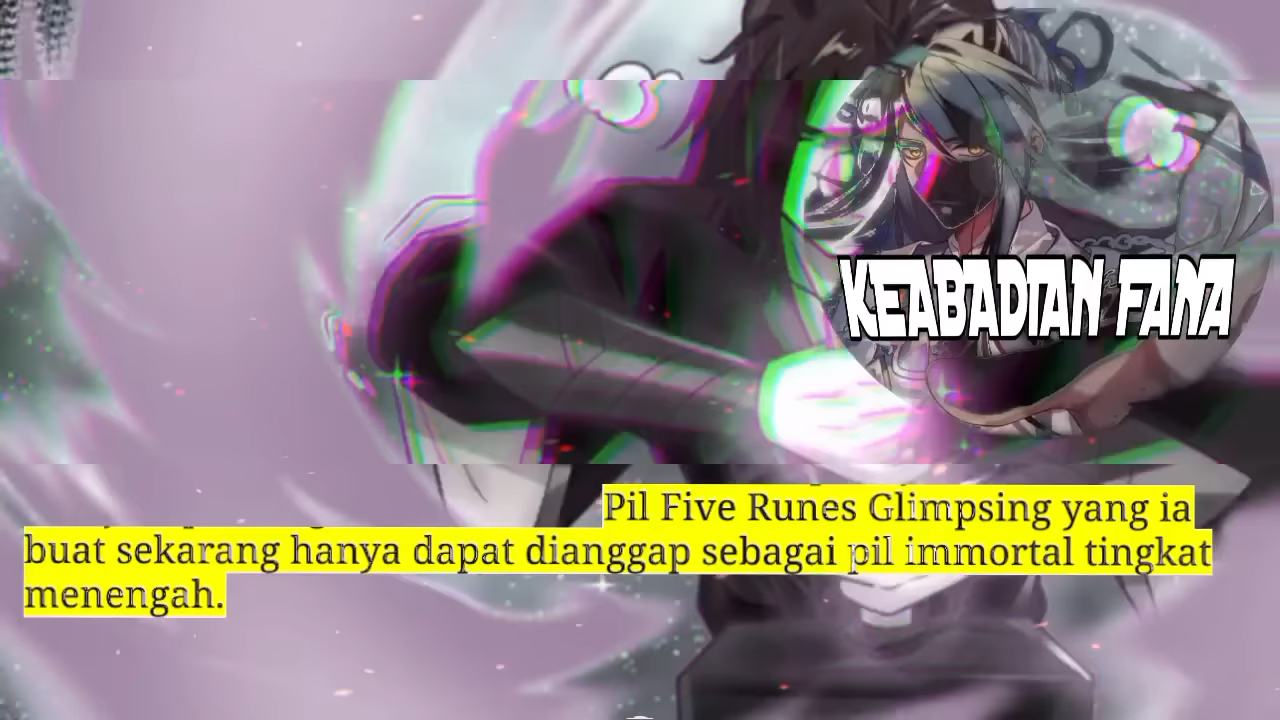 KEABADIAN FANA
Pil Five Runes Glimpsing yang ia
buat sekarang hanya dapat dianggap sebagai pil immortal tingkat
menengah.